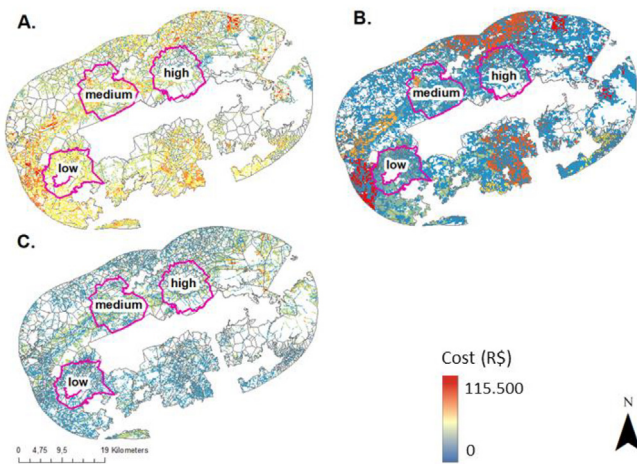 A.
B.
high
medium
low
high
medium
low
C.
high
medium
low
Cost (R$)
115.500
0
N
0 4,75 9,5 19 Kilometers